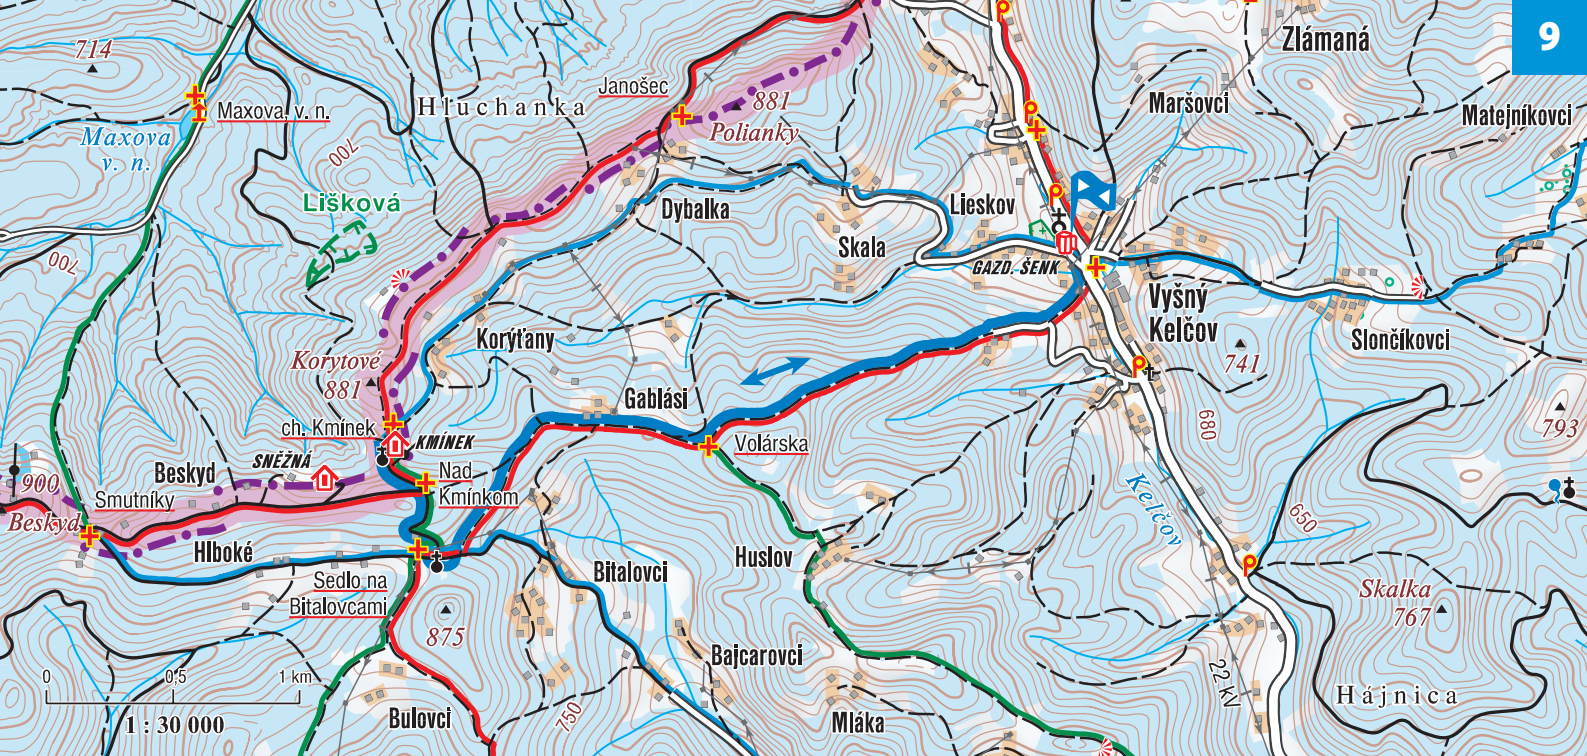 9
Zlámaná
714
Janošec
881
Polianky
Hlúchanka
Maršovci
Matejníkovci
Maxova. v. n.
Maxova
v. n.
700
Lišková
Dybalka
Lieskov
Skala
GAZD. ŠENK
700
Vyšný
Kelčov
Slončíkovci
741
Korýťany
Korytové
881
Gablási
ch. Kmínek
KMÍNEK
Volárska
680
793
SNĚŽNÁ
Beskyd
Nad
Kmínkom
900
Smutníky
Beskyd
Kelčov
650
Hlboké
Sedlo na
Bitalovcami
Bitalovci
Huslov
Skalka
767
875
Bajcarovci
22 kV
Hájnica
0
0,5
1 km
1 : 30 000
Bulovci
750
Mláka